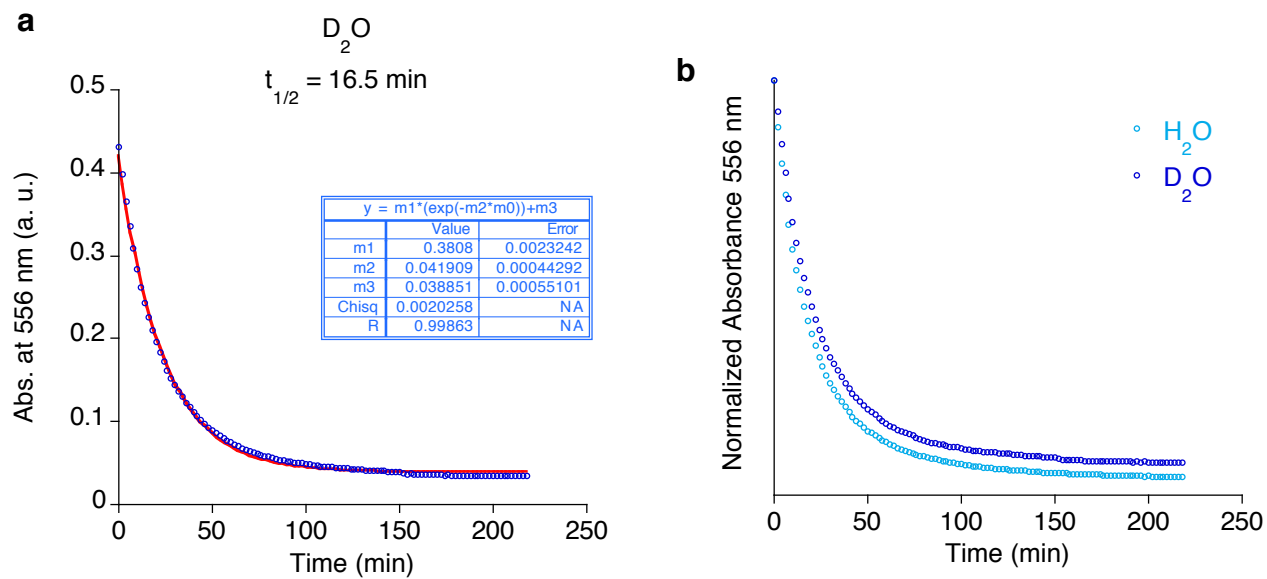 a
D2O
t1/2 = 16.5 min
0.5
0.4
0.3
0.2
0.1
0
Abs. at 556 nm (a. u.)
y = m1*(exp(-m2*m0))+m3
Value Error
m1 0.3808 0.0023242
m2 0.041909 0.00044292
m3 0.038851 0.00055101
Chisq 0.0020258 NA
R 0.99863 NA
0 50 100 150 200 250
Time (min)
b
Normalized Absorbance 556 nm
H2O
D2O
0 50 100 150 200 250
Time (min)